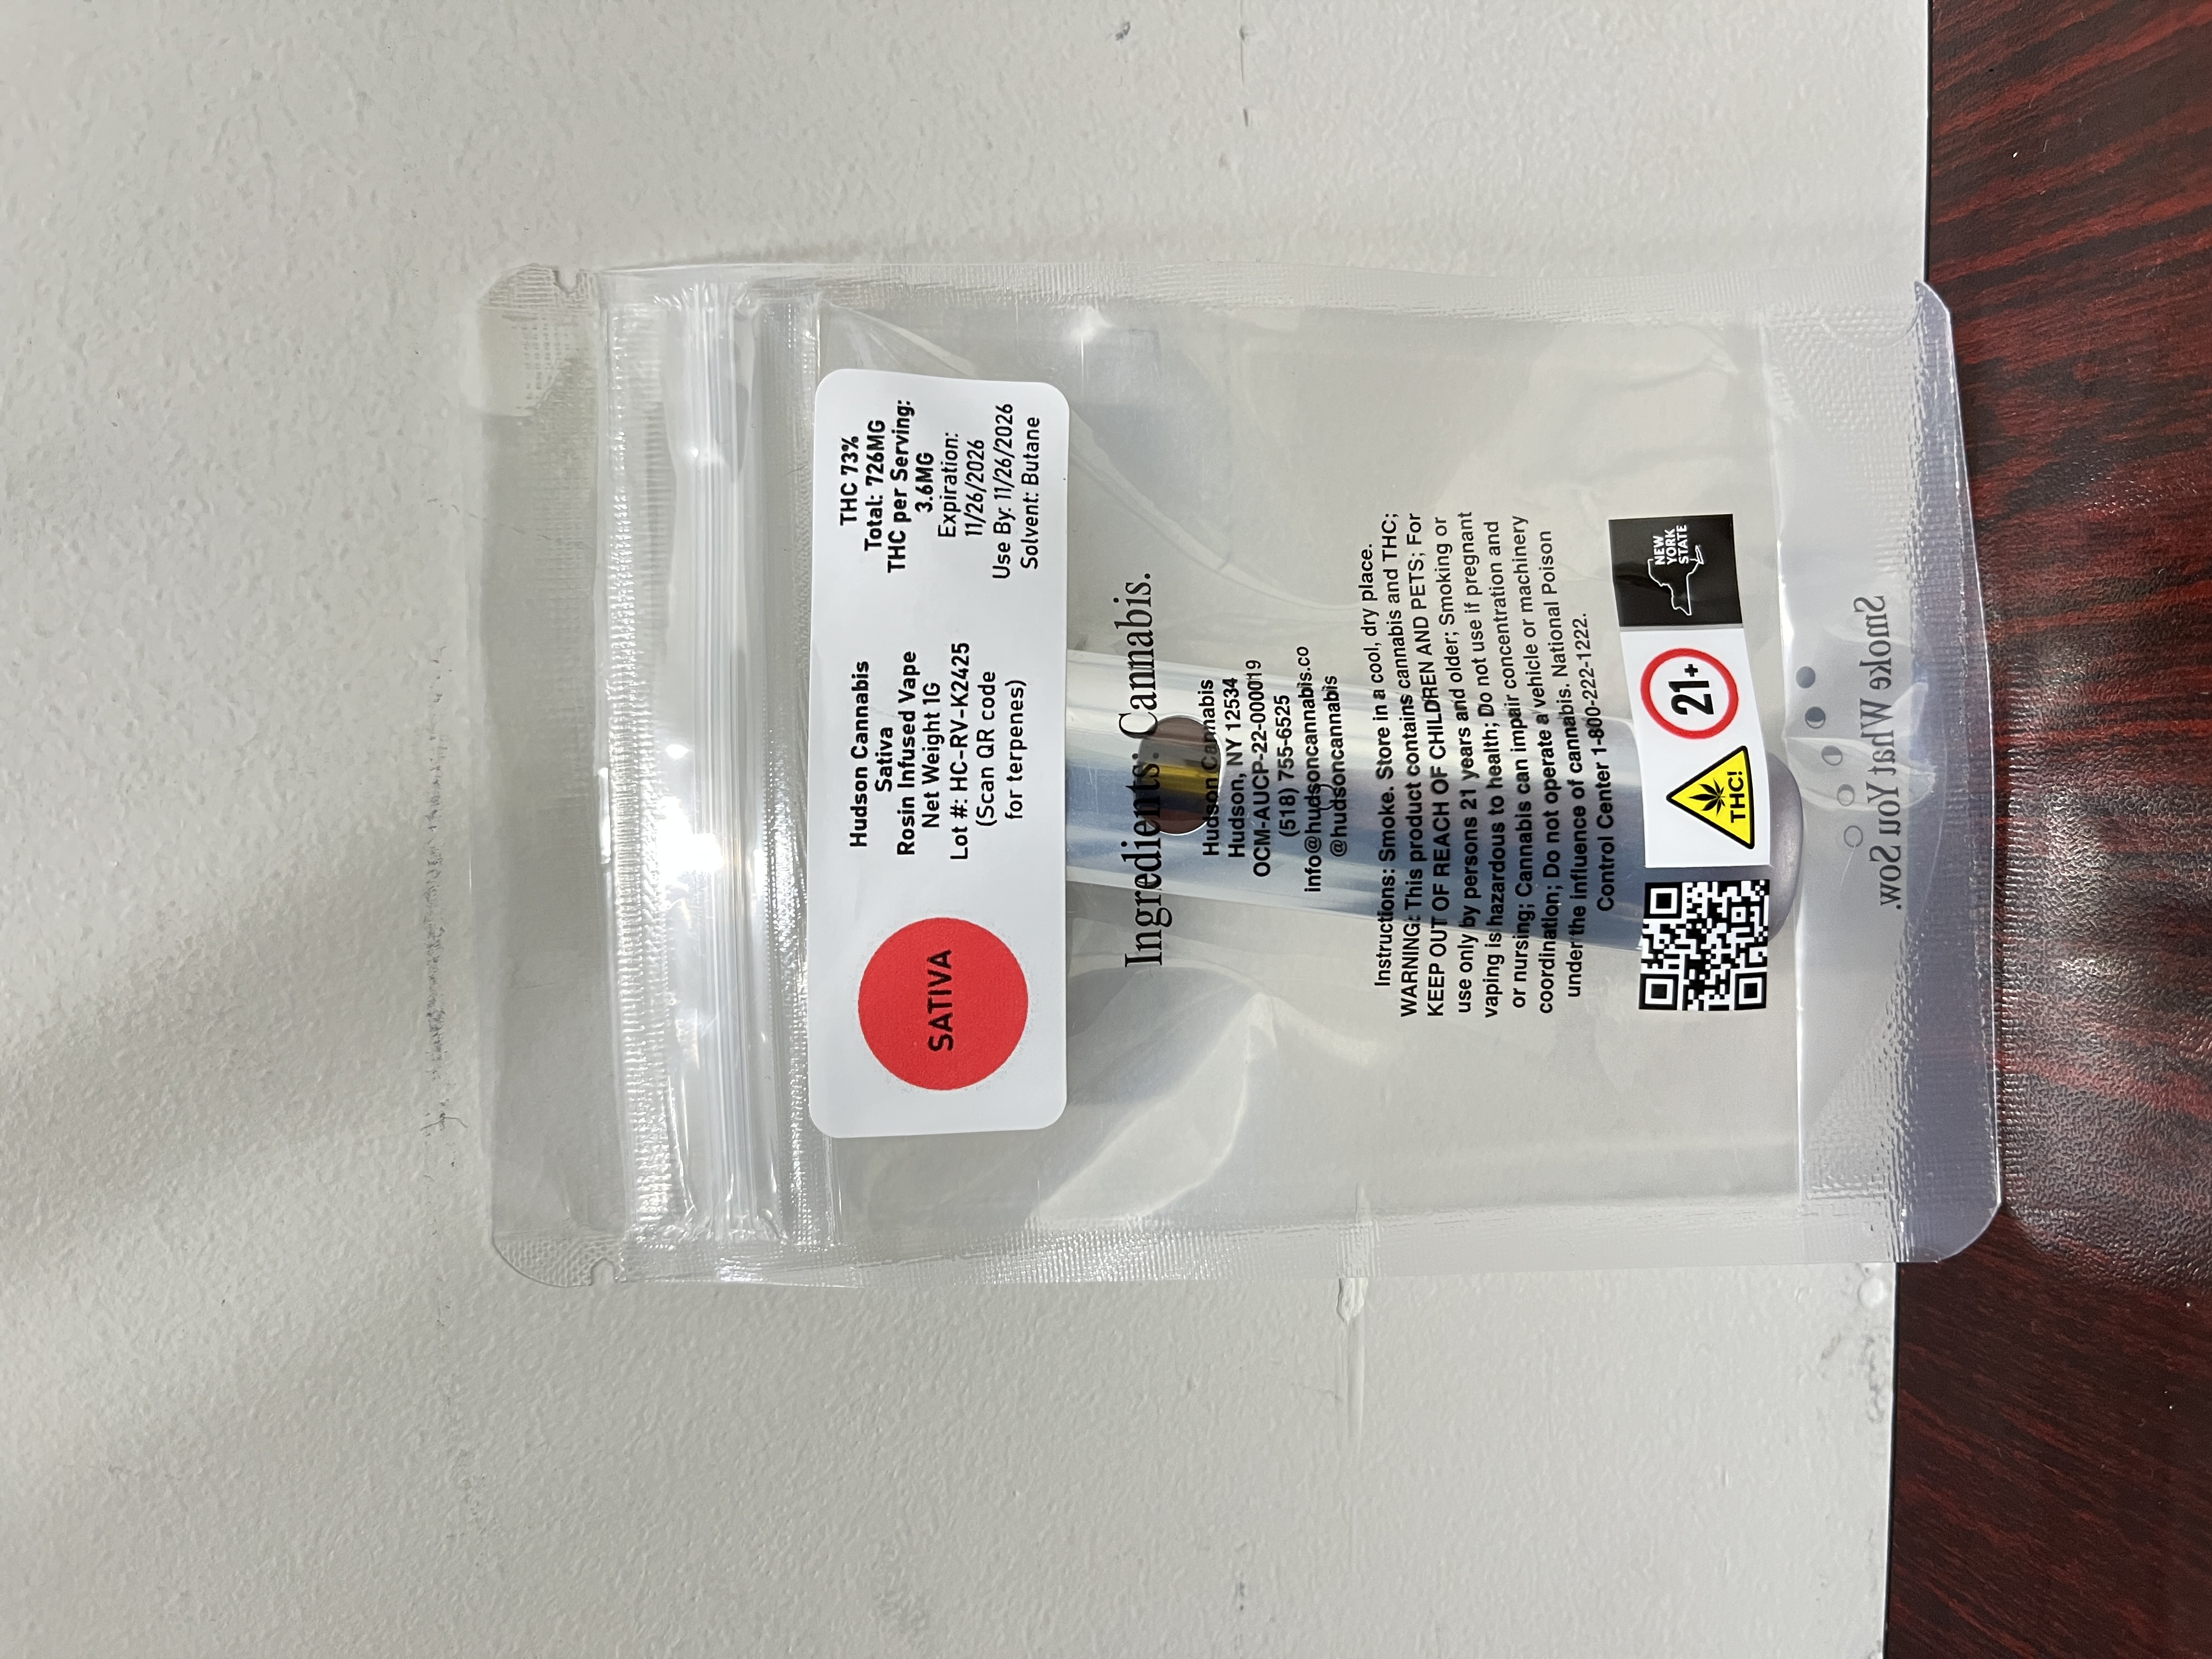 SATIVA
Hudson Cannabis
Sativa
Rosin Infused Vape
Net Weight 1G
Lot #: HC-RV-K2425
(Scan QR code
for terpenes)
THC 73%
Total: 726MG
THC per Serving:
3.6MG
Expiration:
11/26/2026
Use By: 11/26/2026
Solvent: Butane
Ingredients: Cannabis.
Hudson Cannabis
Hudson, NY 12534
OCM-AUCP-22-000019
(518) 755-6525
info@hudsoncannabis.co
@hudsoncannabis
Instructions: Smoke. Store in a cool, dry place.
WARNING: This product contains cannabis and THC;
KEEP OUT OF REACH OF CHILDREN AND PETS; For
use only by persons 21 years and older; Smoking or
vaping is hazardous to health; Do not use if pregnant
or nursing; Cannabis can impair concentration and
coordination; Do not operate a vehicle or machinery
under the influence of cannabis. National Poison
Control Center 1-800-222-1222.
THC!
21+
NEW
YORK
STATE
Smoke What You Sow.